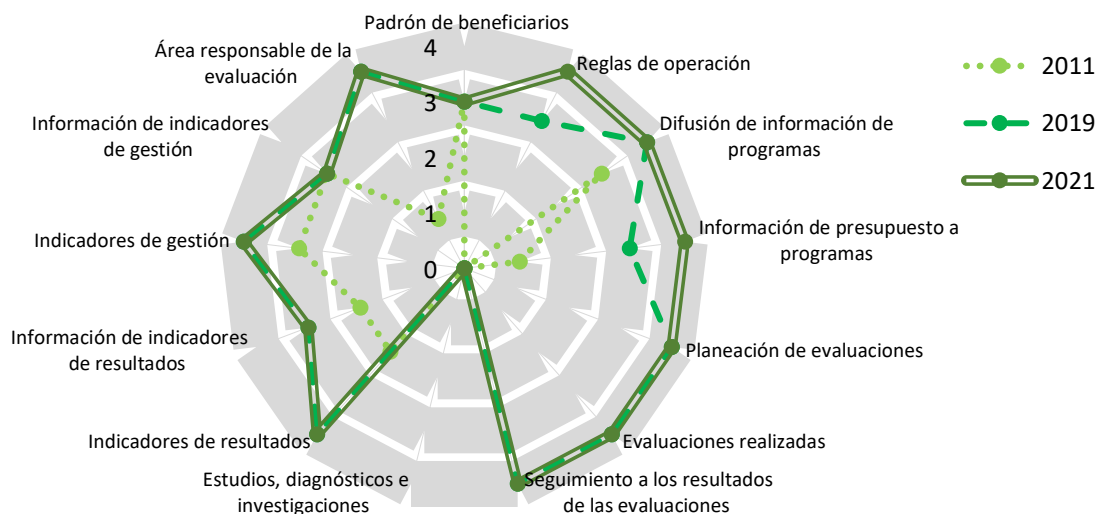 Padrón de beneficiarios
Reglas de operación
Difusión de información de
programas
Información de presupuesto a
programas
Planeación de evaluaciones
Evaluaciones realizadas
Seguimiento a los resultados
de las evaluaciones
Estudios, diagnósticos e
investigaciones
Indicadores de resultados
Información de indicadores
de resultados
Indicadores de gestión
Información de indicadores
de gestión
Área responsable de la
evaluación
4
3
2
1
0
2011
2019
2021